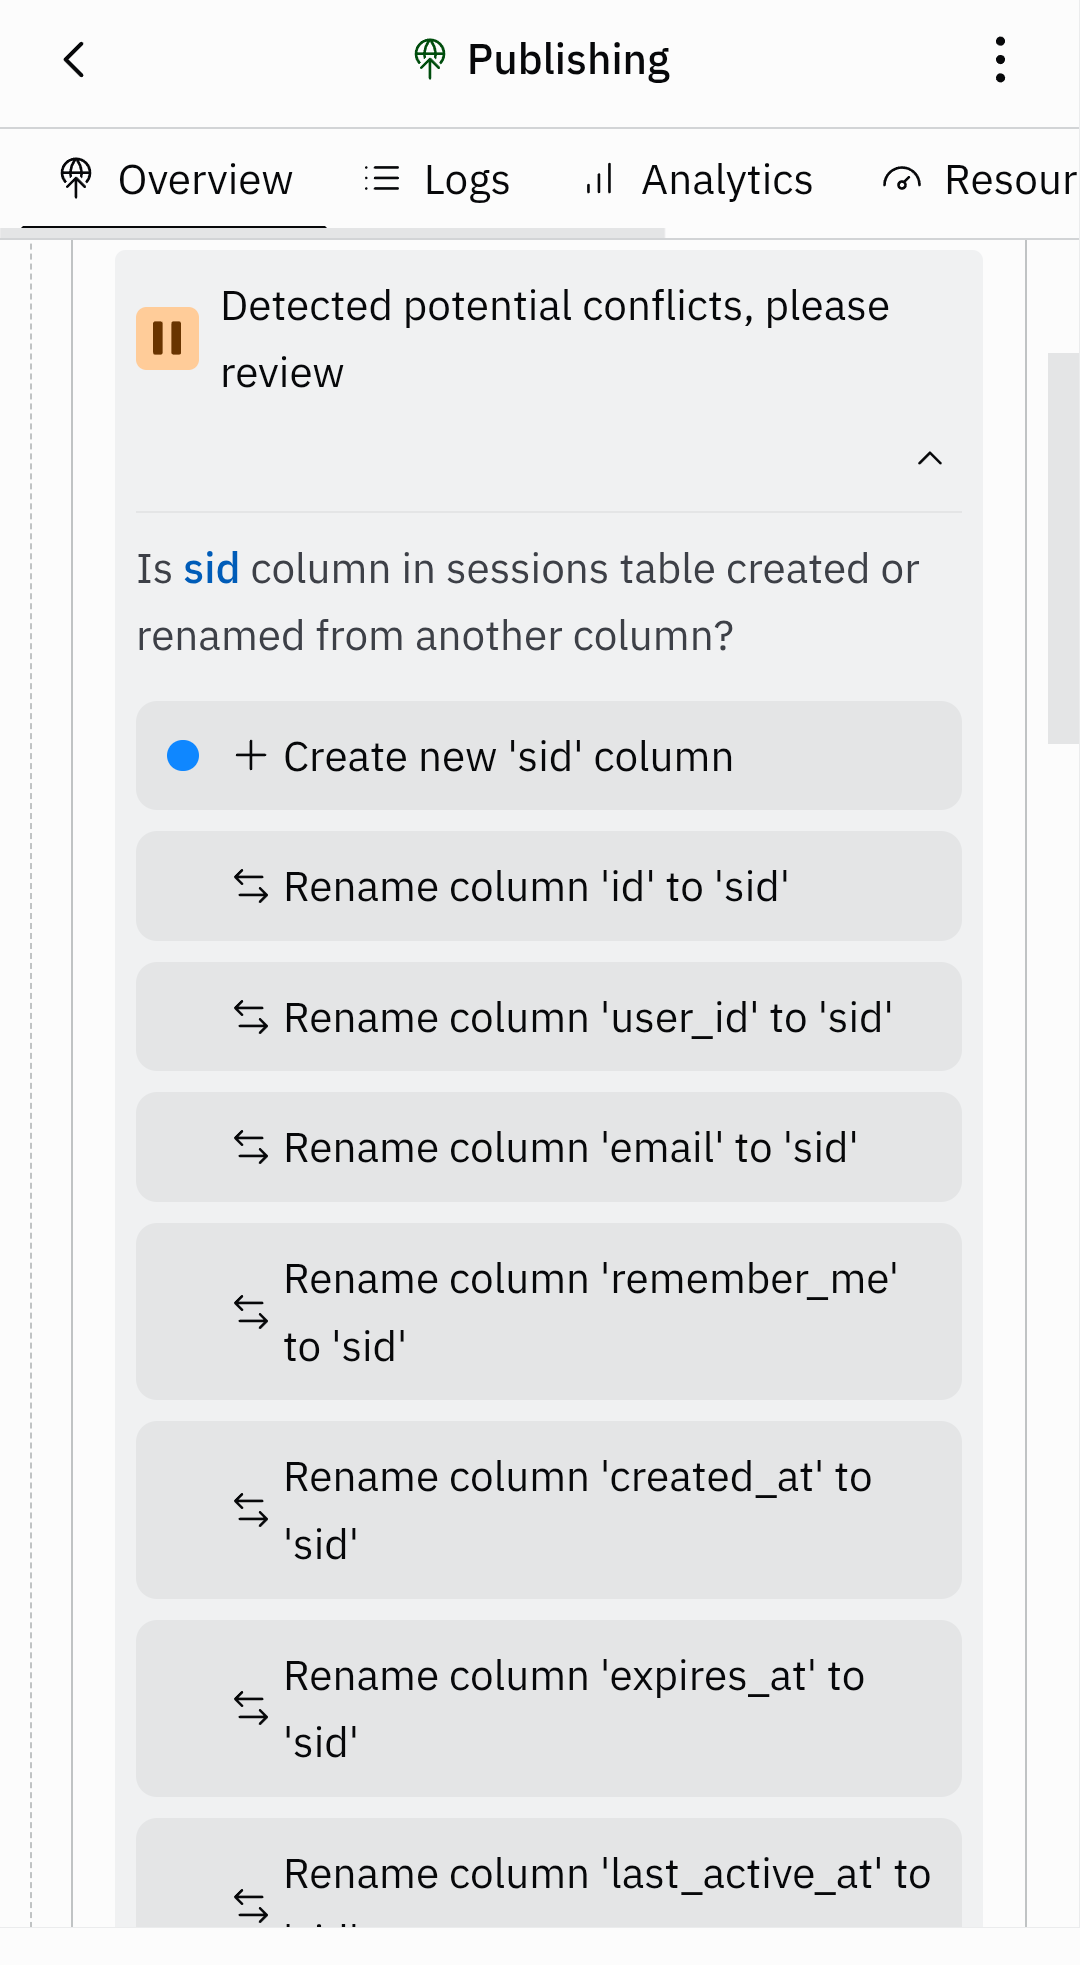 Publishing
Overview
Logs
Analytics
Resour
Detected potential conflicts, please
review
Is sid column in sessions table created or
renamed from another column?
Create new 'sid' column
Rename column 'id' to 'sid'
Rename column 'user_id' to 'sid'
Rename column 'email' to 'sid'
Rename column 'remember_me'
to 'sid'
Rename column 'created_at' to
'sid'
Rename column 'expires_at' to
'sid'
Rename column 'last_active_at' to